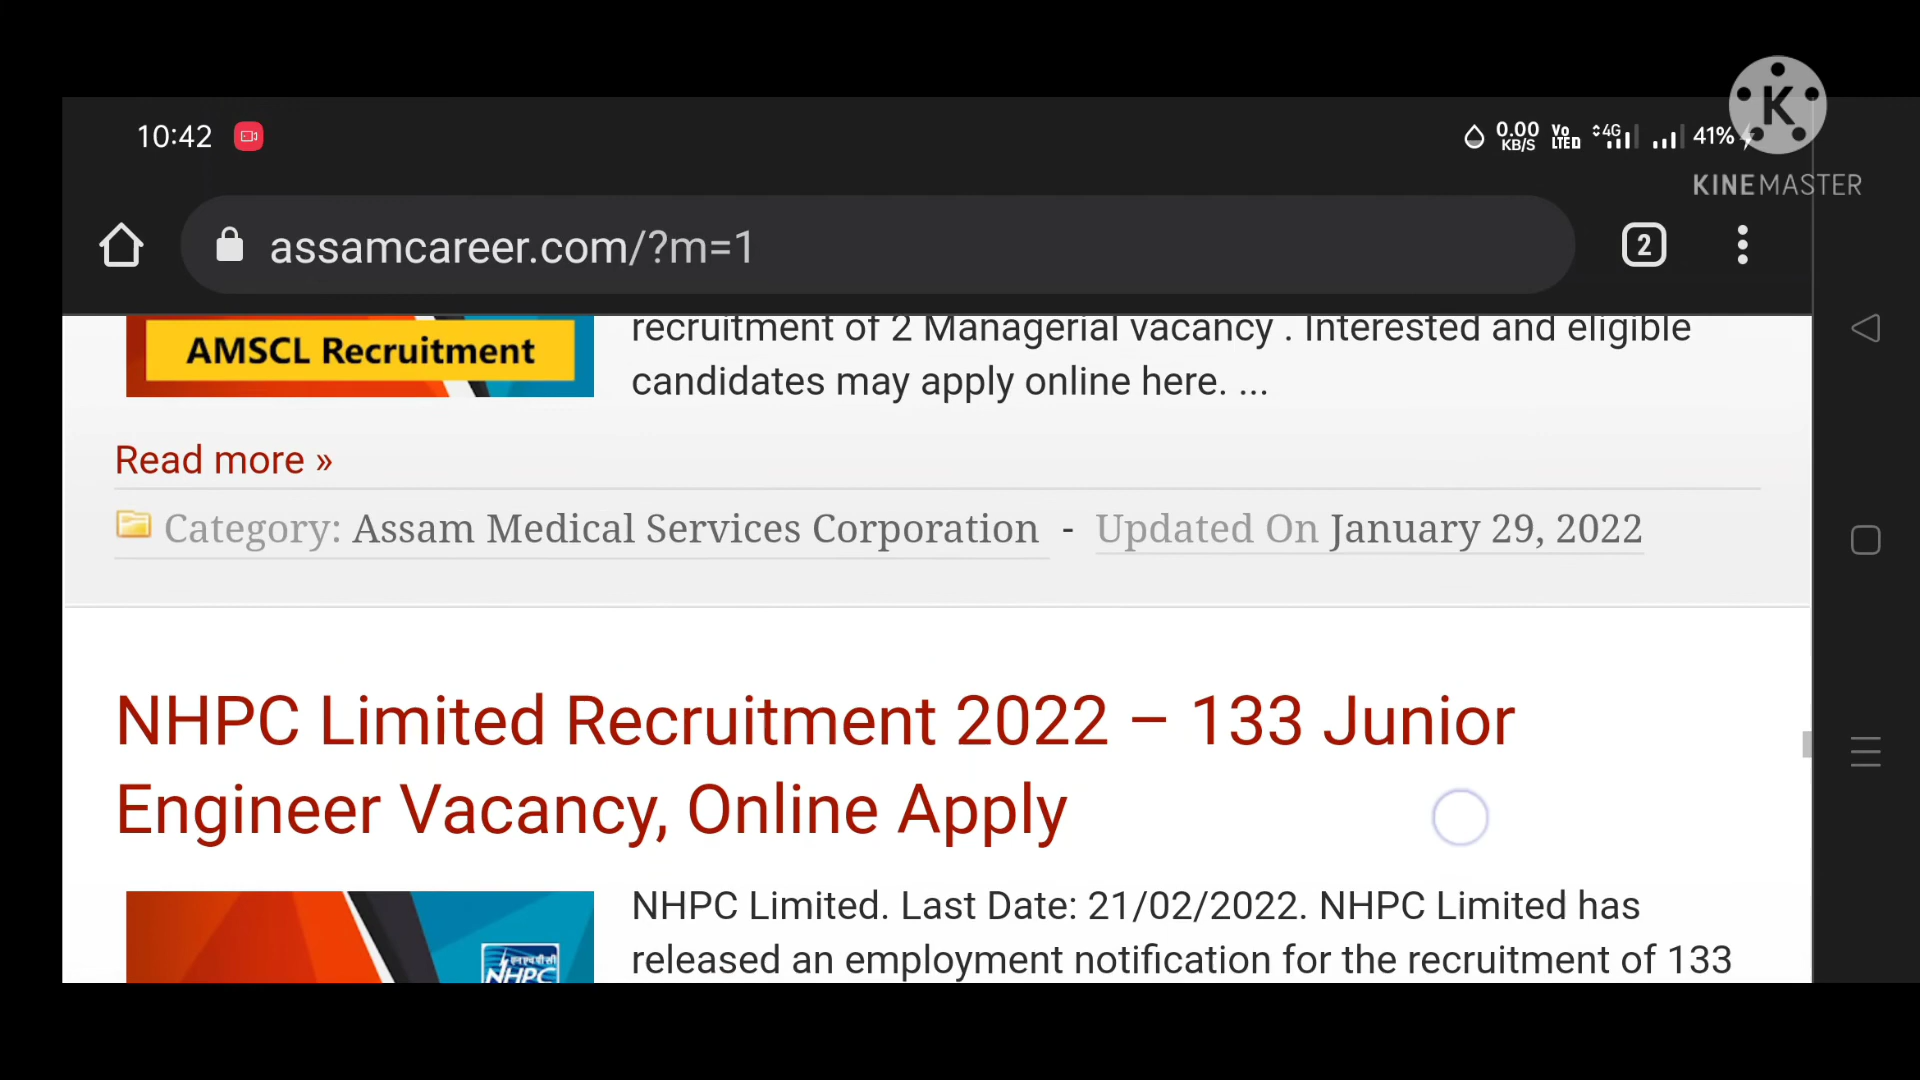 10:42
0.00 KB/S
Vo LTED
4G
41%
K
KINEMASTER
assamcareer.com/?m=1
2
AMSCL Recruitment
recruitment of 2 Managerial vacancy . Interested and eligible
candidates may apply online here. ...
Read more »
Category: Assam Medical Services Corporation - Updated On January 29, 2022
NHPC Limited Recruitment 2022 – 133 Junior
Engineer Vacancy, Online Apply
NHPC Limited. Last Date: 21/02/2022. NHPC Limited has
released an employment notification for the recruitment of 133
एनएचपीसी
NHPC